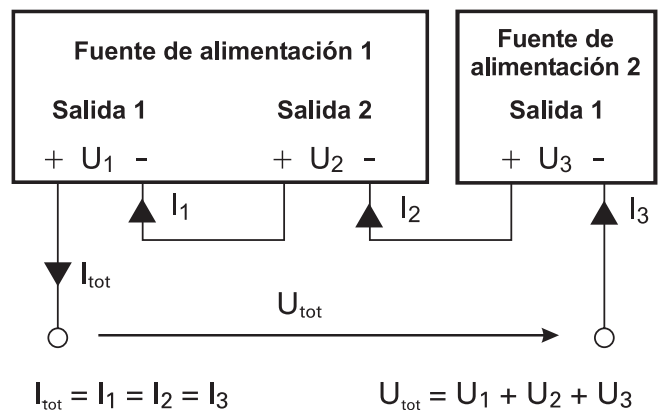 Fuente de alimentación 1
Fuente de
alimentación 2
Salida 1
Salida 2
Salida 1
+ U₁ -
+ U₂ -
+ U₃ -
I₁
I₂
I₃
Iₜₒₜ
Uₜₒₜ
Iₜₒₜ = I₁ = I₂ = I₃
Uₜₒₜ = U₁ + U₂ + U₃